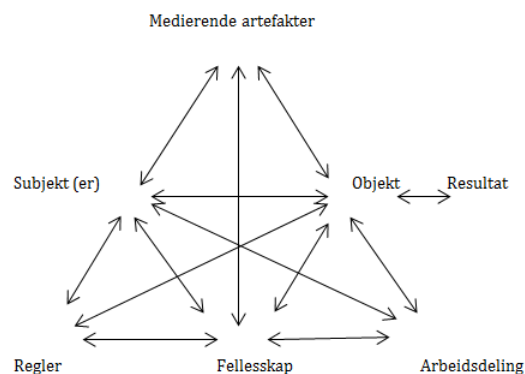 Medierende artefakter
Subjekt (er) Objekt Resultat
Regler Fellesskap Arbeidsdeling